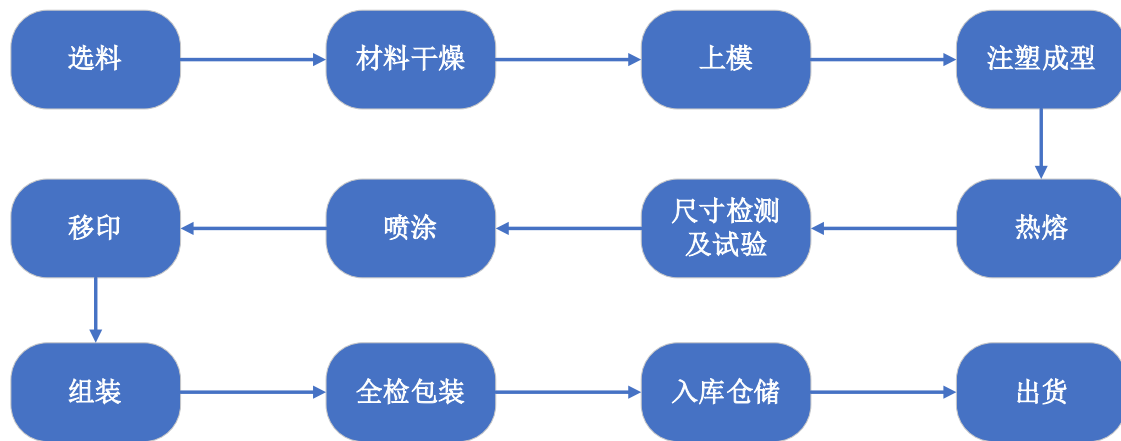 选料
材料干燥
上模
注塑成型
热熔
尺寸检测
及试验
喷涂
移印
组装
全检包装
入库仓储
出货